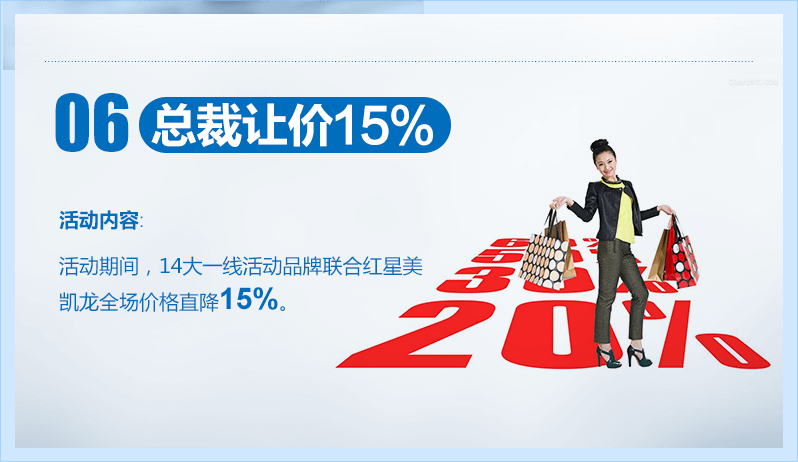 06 总裁让价15%
活动内容:
活动期间，14大一线活动品牌联合红星美
凯龙全场价格直降15%。
30%
20%